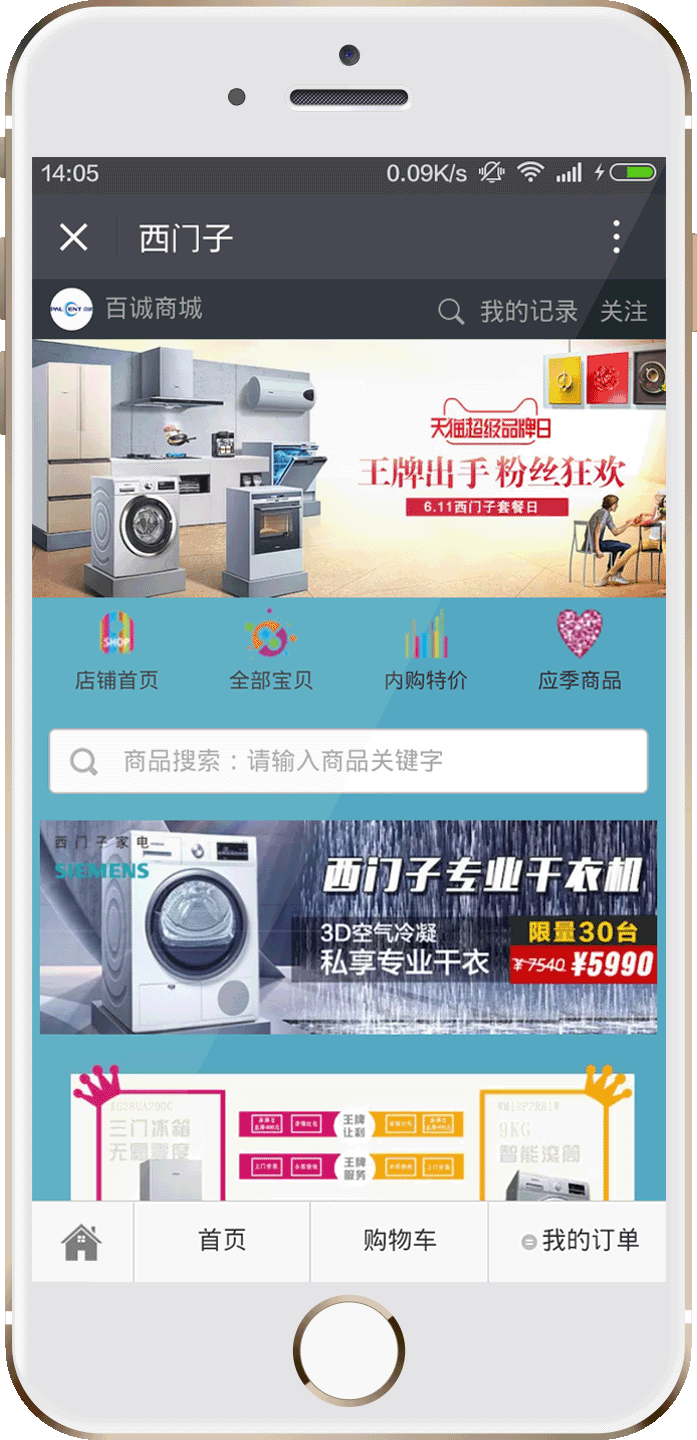 14:05 0.09K/s
西门子
百诚商城 我的记录 关注
天猫超级品牌日
王牌出手 粉丝狂欢
6.11西门子套餐日
SHOP
店铺首页 全部宝贝 内购特价 应季商品
商品搜索：请输入商品关键字
西门子家电
SIEMENS
西门子专业干衣机
3D空气冷凝 限量30台
私享专业干衣 ¥7540 ¥5990
三门冰箱 王牌 9KG
无霜零度 让利 智能滚筒
王牌
服务
首页 购物车 我的订单